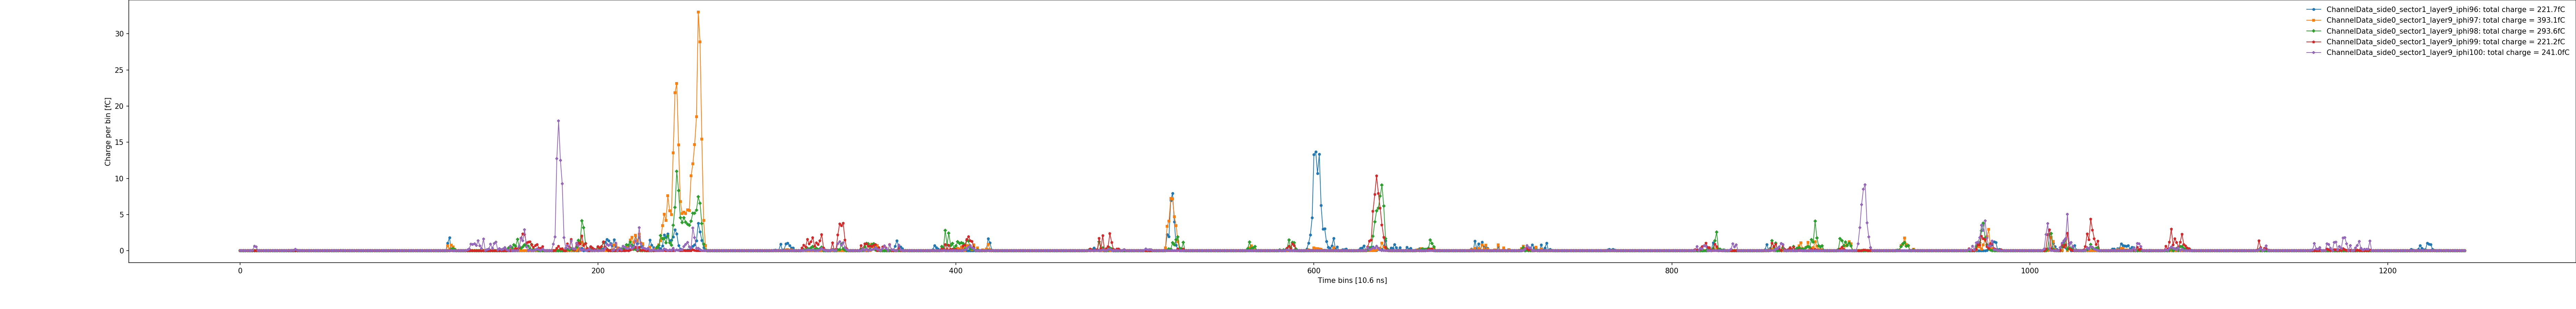 ChannelData_side0_sector1_layer9_iphi96: total charge = 221.7fC
ChannelData_side0_sector1_layer9_iphi97: total charge = 393.1fC
ChannelData_side0_sector1_layer9_iphi98: total charge = 293.6fC
ChannelData_side0_sector1_layer9_iphi99: total charge = 221.2fC
ChannelData_side0_sector1_layer9_iphi100: total charge = 241.0fC
Charge per bin [fC]
30
25
20
15
10
5
0
0 200 400 600 800 1000 1200
Time bins [10.6 ns]